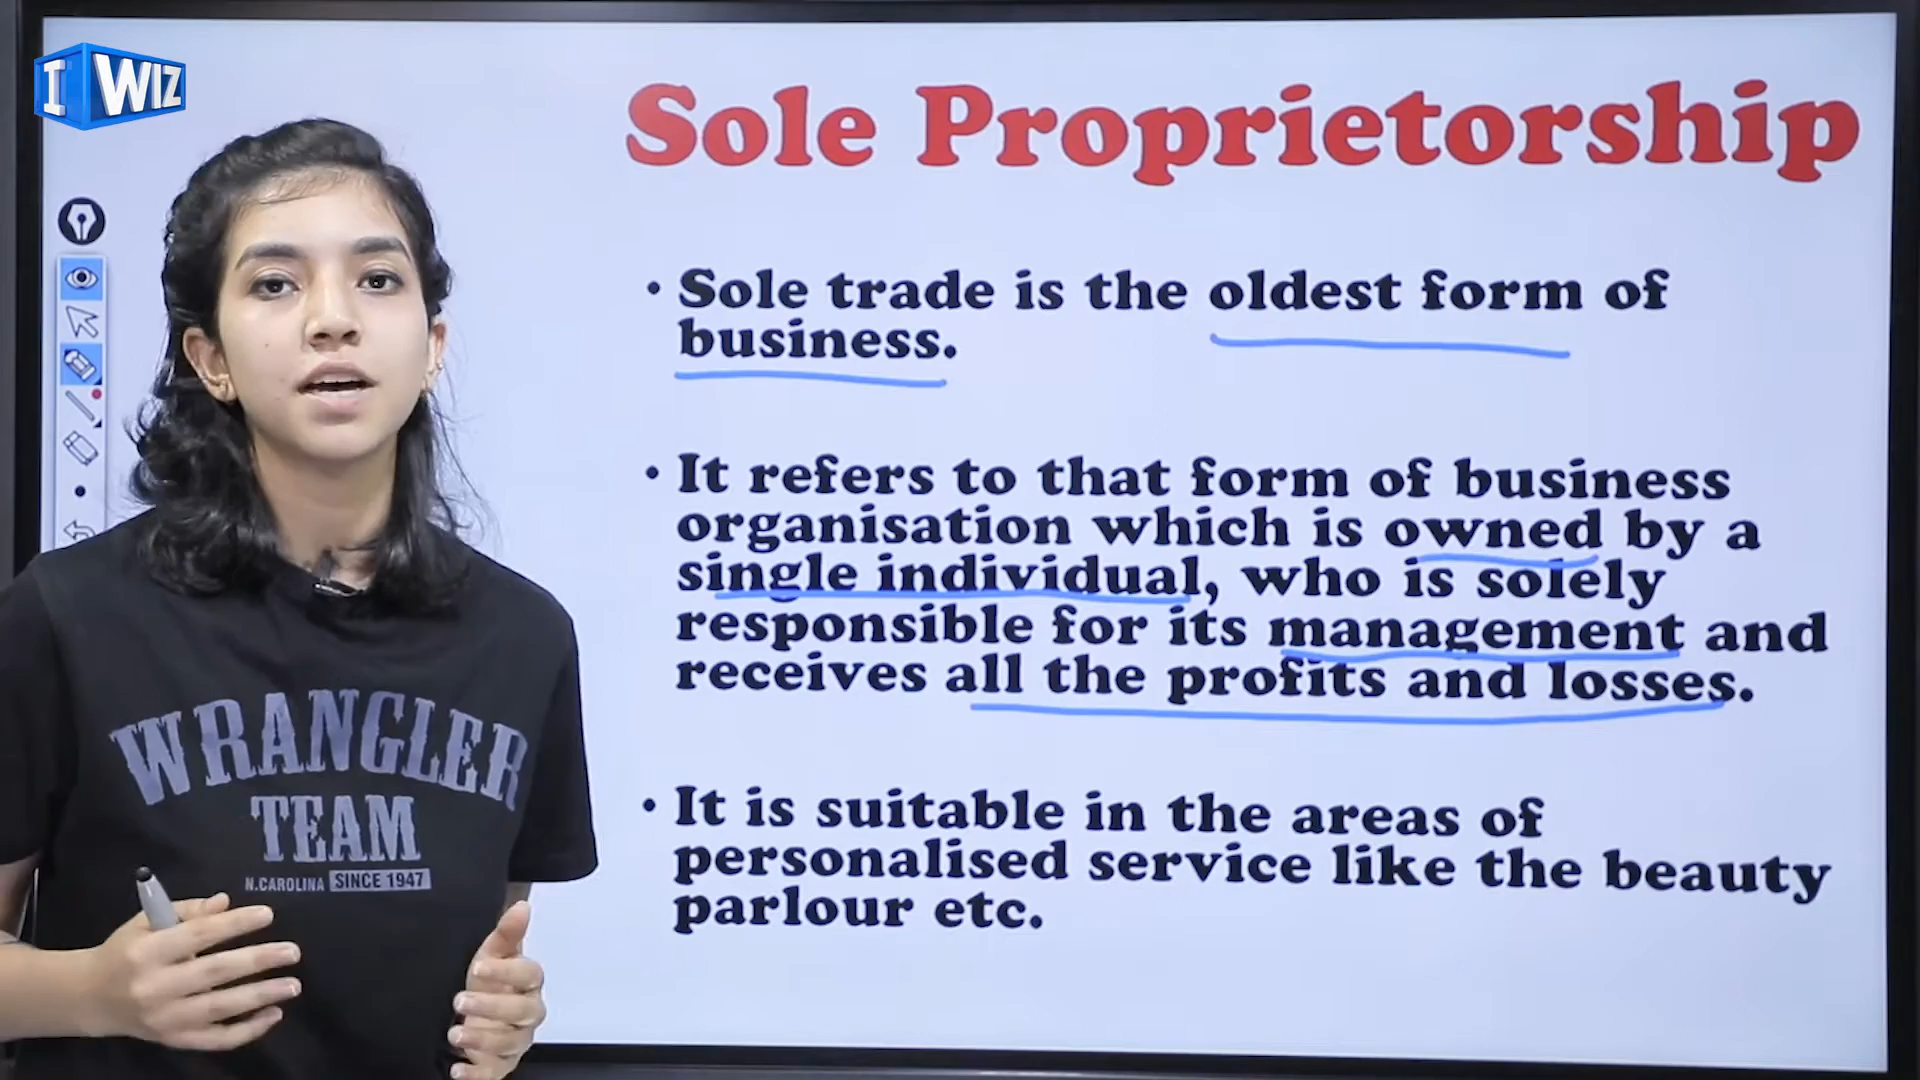 I WIZ
Sole Proprietorship
• Sole trade is the oldest form of
business.
• It refers to that form of business
organisation which is owned by a
single individual, who is solely
responsible for its management and
receives all the profits and losses.
• It is suitable in the areas of
personalised service like the beauty
parlour etc.
WRANGLER
TEAM
N.CAROLINA SINCE 1947